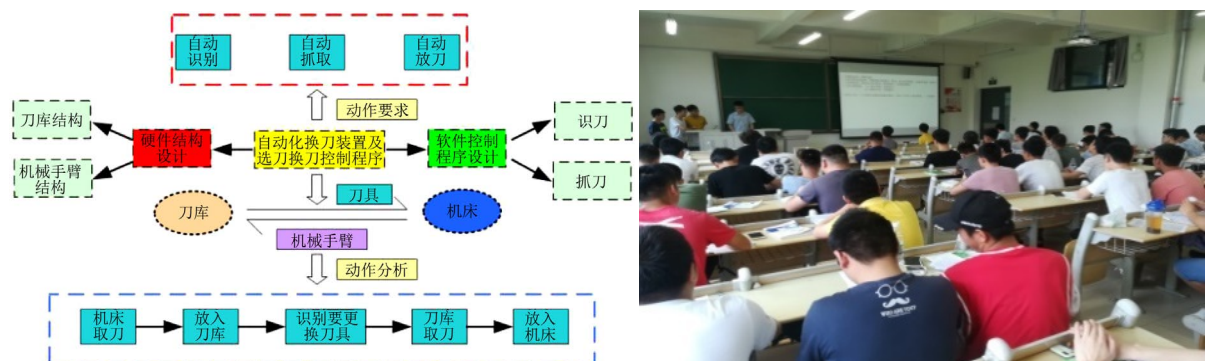 自动
识别
自动
抓取
自动
放刀
动作要求
刀库结构
机械手臂
结构
硬件结构
设计
自动化换刀装置及
选刀换刀控制程序
软件控制
程序设计
识刀
抓刀
刀库
刀具
机床
机械手臂
动作分析
机床
取刀
放入
刀库
识别要更
换刀具
刀库
取刀
放入
机床